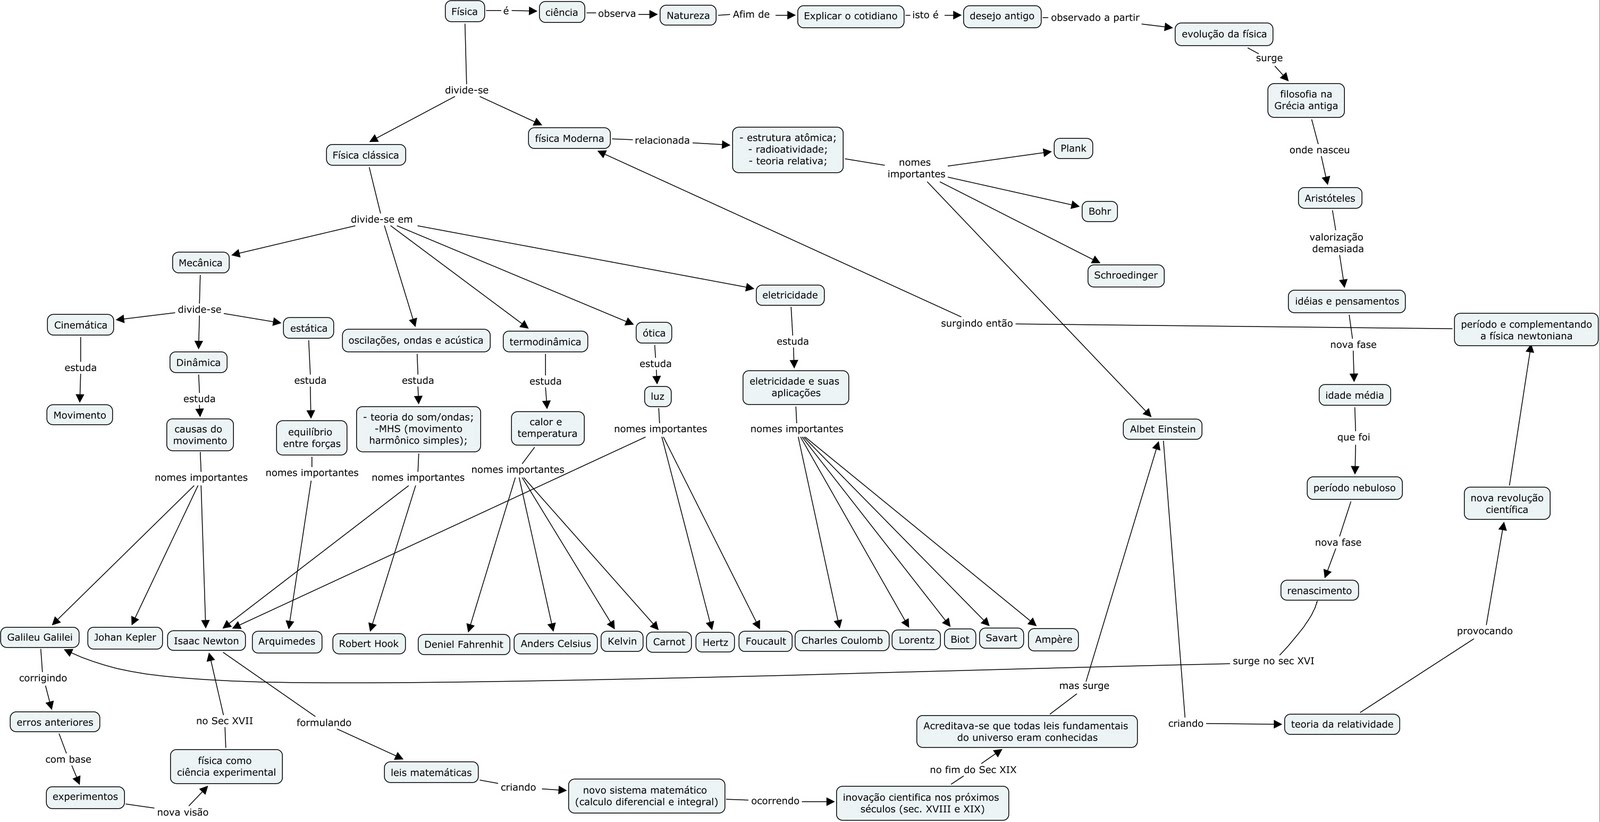 Física
é
ciência
observa
Natureza
Afim de
Explicar o cotidiano
isto é
desejo antigo
observado a partir
evolução da física
surge
filosofia na
Grécia antiga
onde nasceu
Aristóteles
valorização
demasiada
idéias e pensamentos
nova fase
idade média
que foi
período nebuloso
nova fase
renascimento
surge no sec XVI
divide-se
Física clássica
física Moderna
relacionada
- estrutura atômica;
- radioatividade;
- teoria relativa;
nomes
importantes
Plank
Bohr
Schroedinger
Albet Einstein
divide-se em
Mecânica
divide-se
Cinemática
estuda
Movimento
Dinâmica
estuda
causas do
movimento
nomes importantes
estática
estuda
equilíbrio
entre forças
nomes importantes
oscilações, ondas e acústica
estuda
- teoria do som/ondas;
-MHS (movimento
harmônico simples);
nomes importantes
termodinâmica
estuda
calor e
temperatura
nomes importantes
ótica
estuda
luz
nomes importantes
eletricidade
estuda
eletricidade e suas
aplicações
nomes importantes
surgindo então
período e complementando
a física newtoniana
nova revolução
científica
provocando
Galileu Galilei
Johan Kepler
Isaac Newton
Arquimedes
Robert Hook
Deniel Fahrenhit
Anders Celsius
Kelvin
Carnot
Hertz
Foucault
Charles Coulomb
Lorentz
Biot
Savart
Ampère
corrigindo
erros anteriores
com base
experimentos
nova visão
física como
ciência experimental
no Sec XVII
formulando
leis matemáticas
criando
novo sistema matemático
(calculo diferencial e integral)
ocorrendo
inovação cientifica nos próximos
séculos (sec. XVIII e XIX)
no fim do Sec XIX
Acreditava-se que todas leis fundamentais
do universo eram conhecidas
mas surge
criando
teoria da relatividade